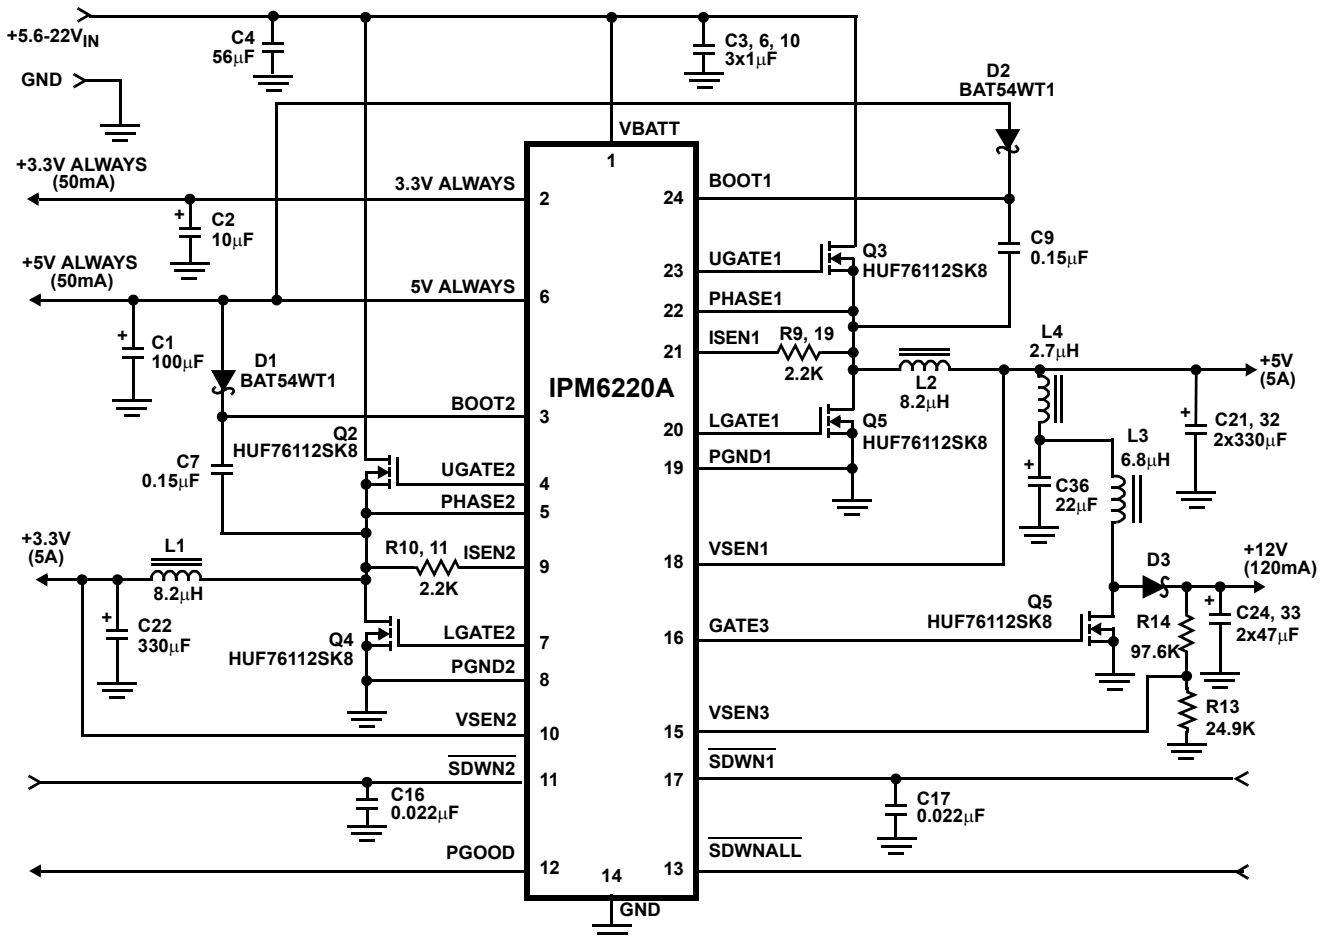 +5.6-22VIN
C4
56µF
C3, 6, 10
3x1µF
GND
D2
BAT54WT1
VBATT
1
+3.3V ALWAYS
(50mA)
3.3V ALWAYS
2
+
C2
10µF
BOOT1
24
C9
0.15µF
+5V ALWAYS
(50mA)
5V ALWAYS
6
UGATE1
23
Q3
HUF76112SK8
PHASE1
22
+
C1
100µF
ISEN1
21
R9, 19
2.2K
L4
2.7µH
+5V
(5A)
D1
BAT54WT1
IPM6220A
L2
8.2µH
BOOT2
3
LGATE1
20
Q5
HUF76112SK8
+
C21, 32
2x330µF
Q2
HUF76112SK8
C7
0.15µF
UGATE2
4
PGND1
19
L3
6.8µH
+
C36
22µF
PHASE2
5
+3.3V
(5A)
L1
8.2µH
R10, 11
2.2K
ISEN2
9
VSEN1
18
+12V
(120mA)
D3
+
C22
330µF
Q4
HUF76112SK8
LGATE2
7
GATE3
16
Q5
HUF76112SK8
R14
97.6K
+
C24, 33
2x47µF
PGND2
8
VSEN2
10
VSEN3
15
R13
24.9K
SDWN2
11
SDWN1
17
C16
0.022µF
C17
0.022µF
PGOOD
12
SDWNALL
13
14
GND